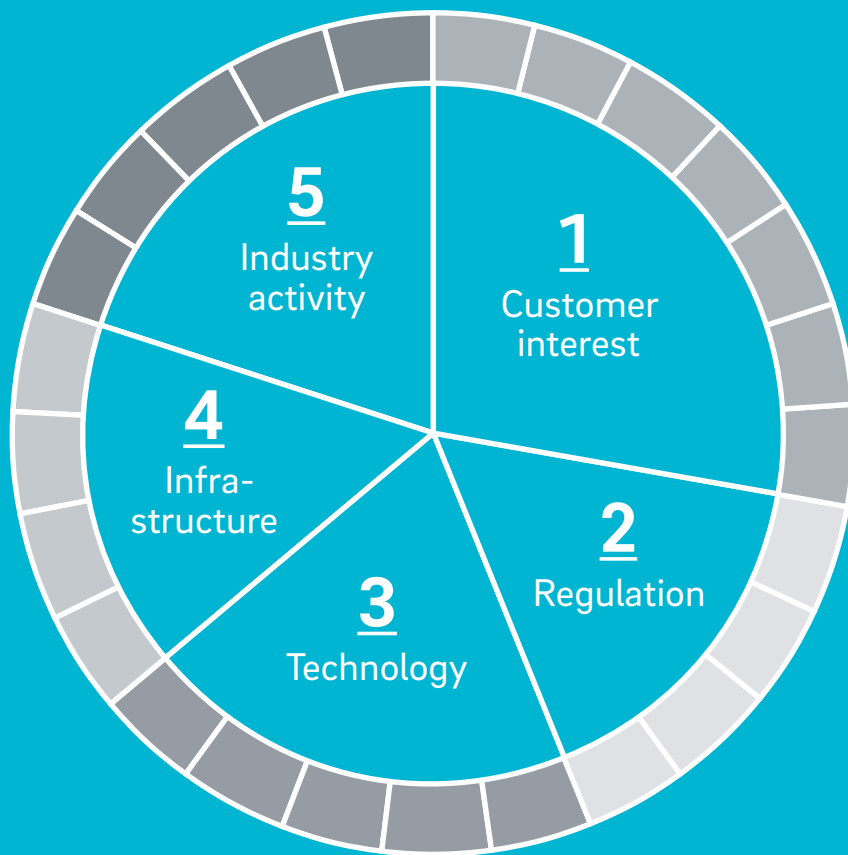 1
Customer
interest
2
Regulation
3
Technology
4
Infra-
structure
5
Industry
activity